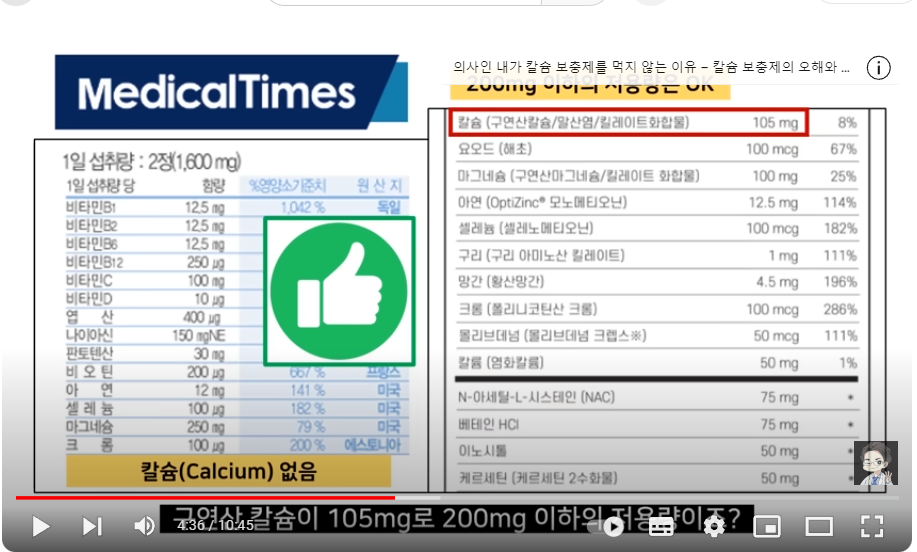 의사인 내가 칼슘 보충제를 먹지 않는 이유 – 칼슘 보충제의 오해와 ...
MedicalTimes
200mg 이하의 저용량은 OK
1일 섭취량 : 2정(1,600 mg)
1일 섭취량 당 함량 %영양소기준치 원산지
비타민B1 12.5 mg 1,042 % 독일
비타민B2 12.5 mg
비타민B6 12.5 mg
비타민B12 250 μg
비타민C 100 mg
비타민D 10 μg
엽 산 400 μg
나이아신 150 mgNE
판토텐산 30 mg
비 오 틴 200 μg 667 % 프랑스
아 연 12 mg 141 % 미국
셀 레 늄 100 μg 182 % 미국
마그네슘 250 mg 79 % 미국
크 롬 100 μg 200 % 에스토니아
칼슘(Calcium) 없음
칼슘 (구연산칼슘/말산염/킬레이트화합물) 105 mg 8%
요오드 (해초) 100 mcg 67%
마그네슘 (구연산마그네슘/킬레이트 화합물) 100 mg 25%
아연 (OptiZinc® 모노메티오닌) 12.5 mg 114%
셀레늄 (셀레노메티오닌) 100 mcg 182%
구리 (구리 아미노산 킬레이트) 1 mg 111%
망간 (황산망간) 4.5 mg 196%
크롬 (폴리니코틴산 크롬) 100 mcg 286%
몰리브데넘 (몰리브데넘 크렙스※) 50 mcg 111%
칼륨 (염화칼륨) 50 mg 1%
N-아세틸-L-시스테인 (NAC) 75 mg *
베테인 HCl 75 mg *
이노시톨 50 mg *
케르세틴 (케르세틴 2수화물) 50 mg
구연산 칼슘이 105mg로 200mg 이하의 저용량이죠?
4:36 / 10:45